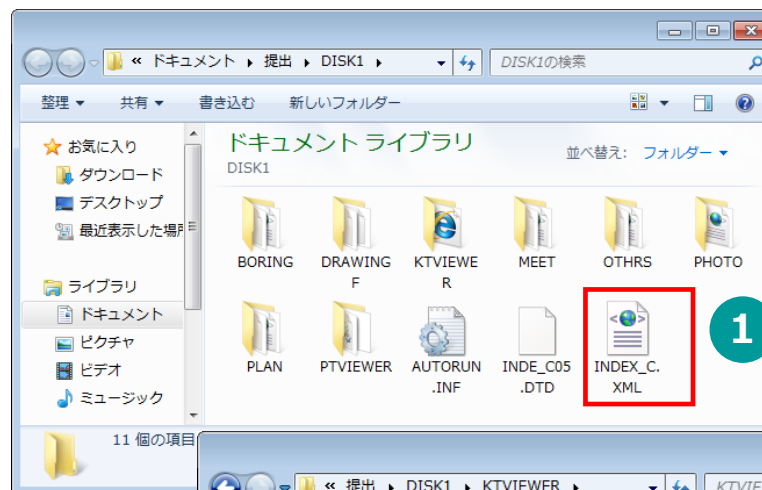 « ドキュメント ▸ 提出 ▸ DISK1 ▸
DISK1の検索
整理 ▼ 共有 ▼ 書き込む 新しいフォルダー
お気に入り
ダウンロード
デスクトップ
最近表示した場所
ライブラリ
ドキュメント
ピクチャ
ビデオ
ミュージック
ドキュメント ライブラリ
DISK1
並べ替え: フォルダー ▼
BORING
DRAWING
F
KTVIEWE
R
MEET
OTHRS
PHOTO
PLAN
PTVIEWER
AUTORUN
.INF
INDE_C05
.DTD
INDEX_C.
XML
1
11 個の項目
« 提出 ▸ DISK1 ▸ KTVIEWER ▸
KTVIE